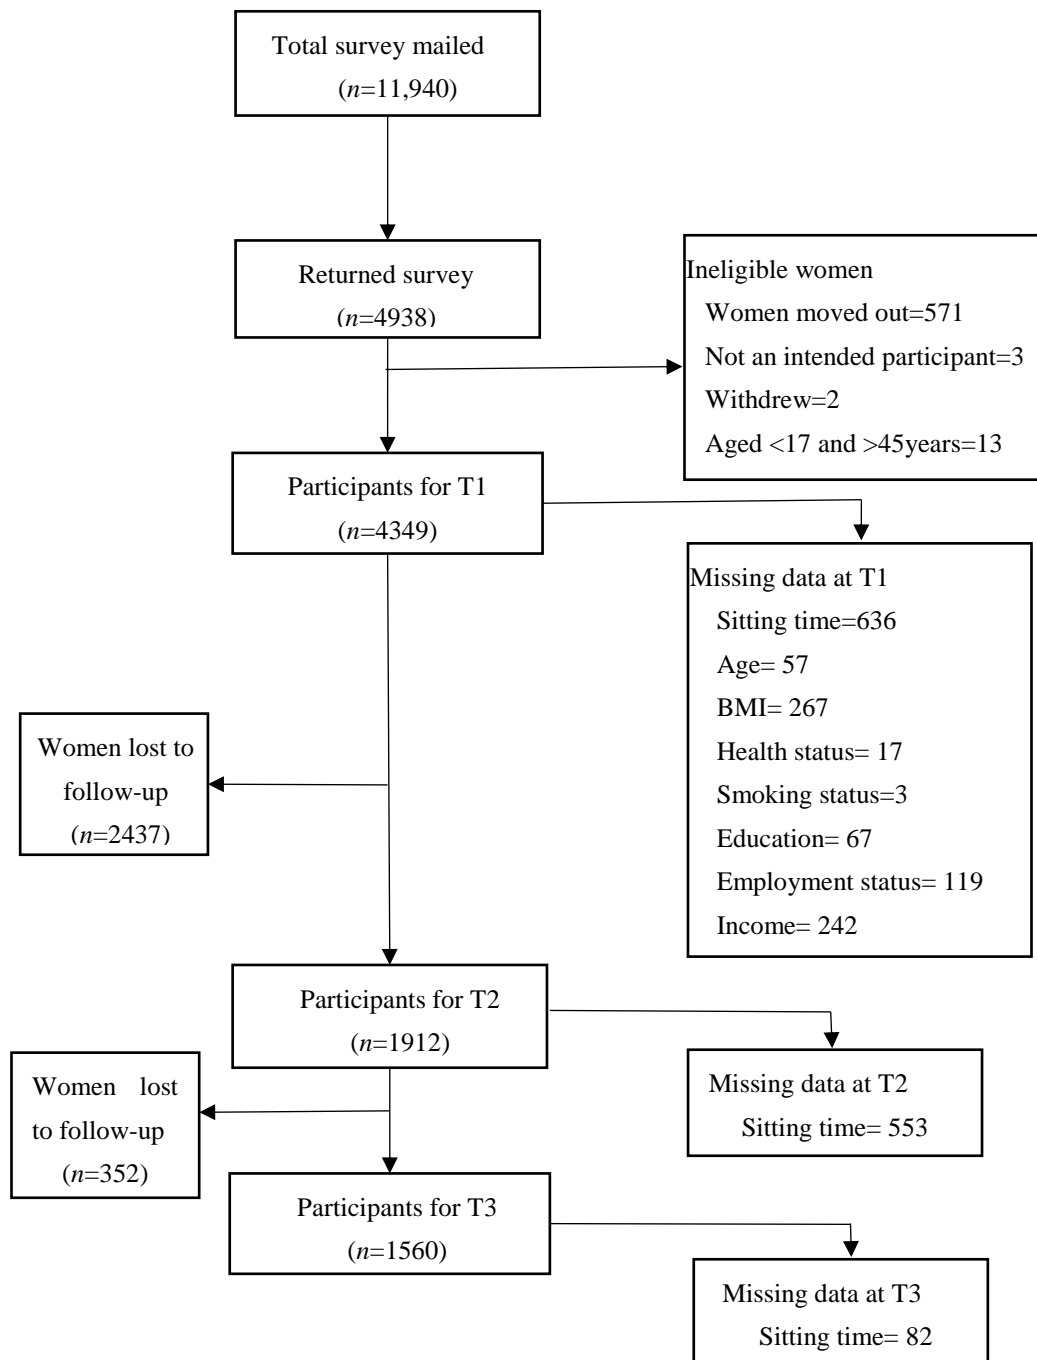 Total survey mailed
(n=11,940)
Returned survey
(n=4938)
Ineligible women
Women moved out=571
Not an intended participant=3
Withdrew=2
Aged <17 and >45years=13
Participants for T1
(n=4349)
Missing data at T1
Sitting time=636
Age= 57
BMI= 267
Health status= 17
Smoking status=3
Education= 67
Employment status= 119
Income= 242
Women lost to
follow-up
(n=2437)
Participants for T2
(n=1912)
Missing data at T2
Sitting time= 553
Women lost
to follow-up
(n=352)
Participants for T3
(n=1560)
Missing data at T3
Sitting time= 82